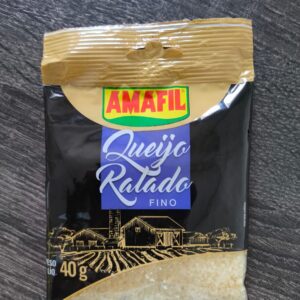 AMAFIL
Queijo
Ralado
FINO
40g